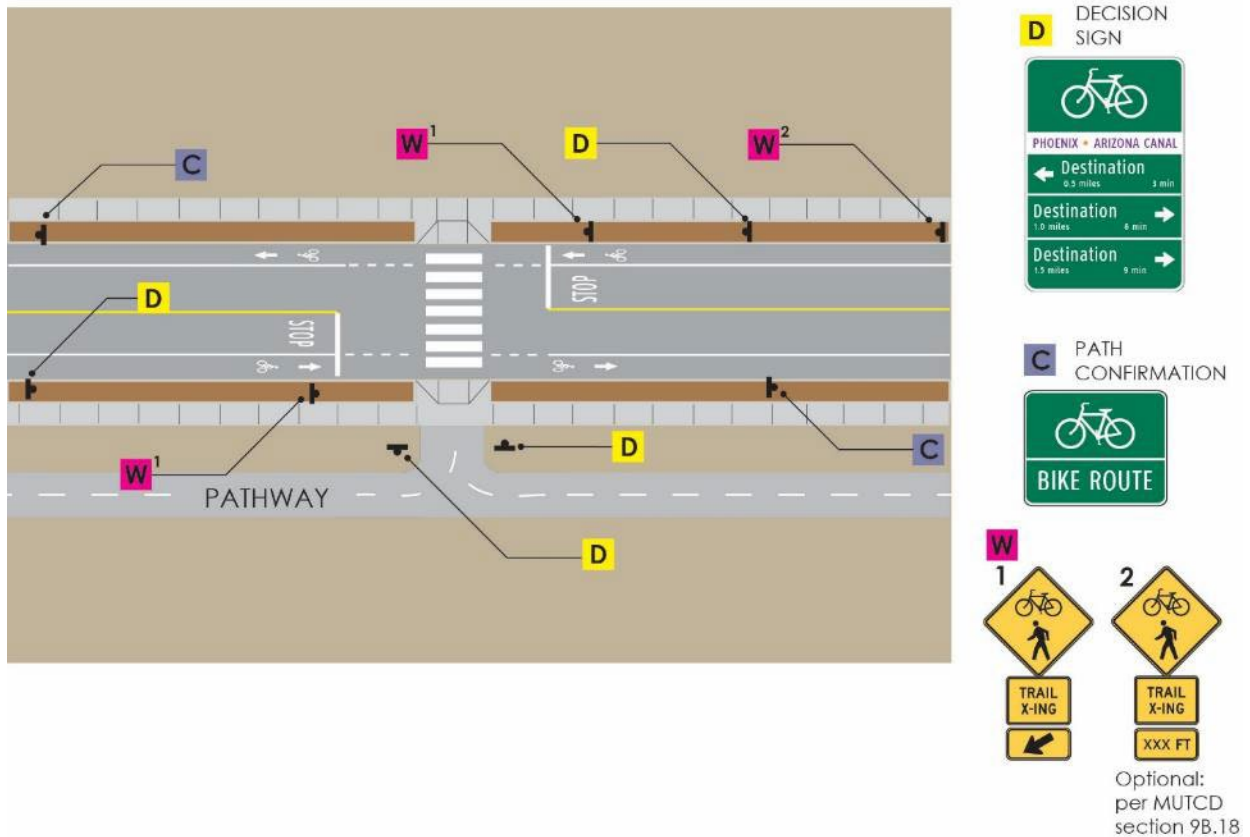 C
W1
D
W2
STOP
D
STOP
W1
D
C
PATHWAY
D
D
DECISION
SIGN
PHOENIX • ARIZONA CANAL
Destination
0.5 miles 3 min
Destination
1.0 miles 6 min
Destination
1.5 miles 9 min
C
PATH
CONFIRMATION
BIKE ROUTE
W
1
2
TRAIL
X-ING
TRAIL
X-ING
XXX FT
Optional:
per MUTCD
section 9B.18